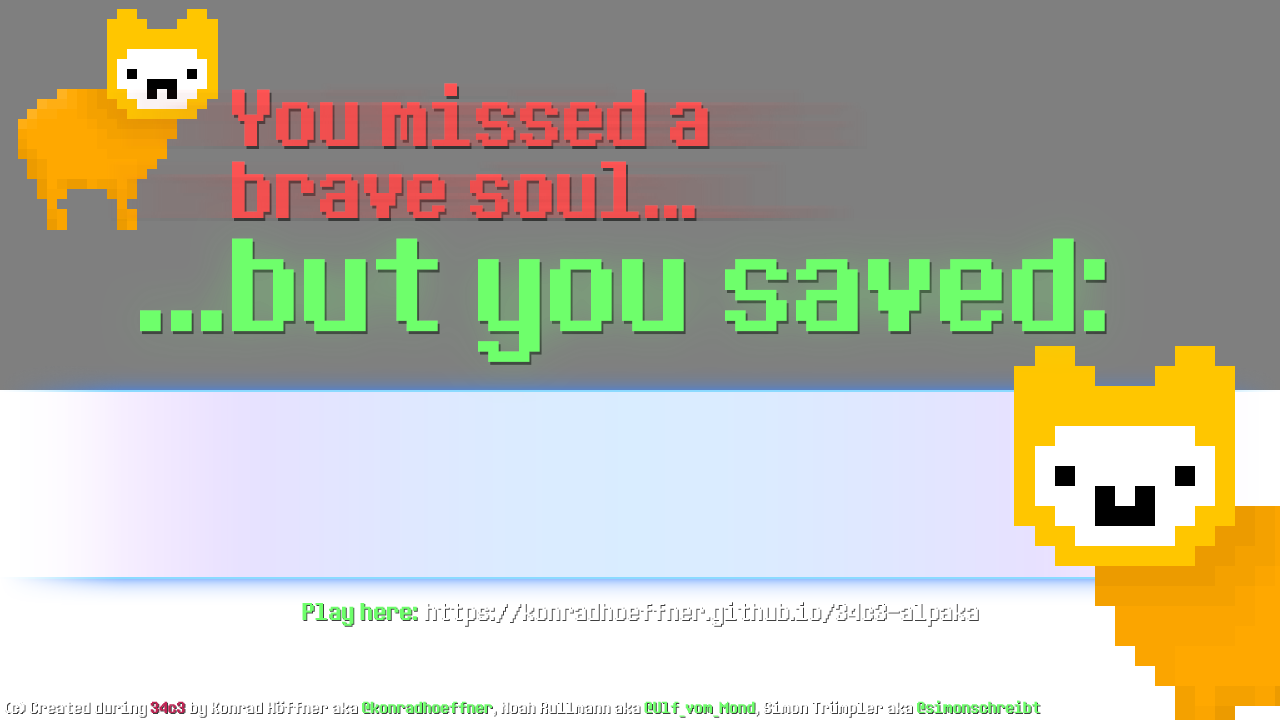 You missed a
brave soul...
...but you saved:
Play here: https://konradhoeffner.github.io/34c3-alpaka
(c) Created during 34c3 by Konrad Höffner aka @konradhoeffner, Noah Rullmann aka @Ulf_vom_Mond, Simon Trümpler aka @simonschreibt